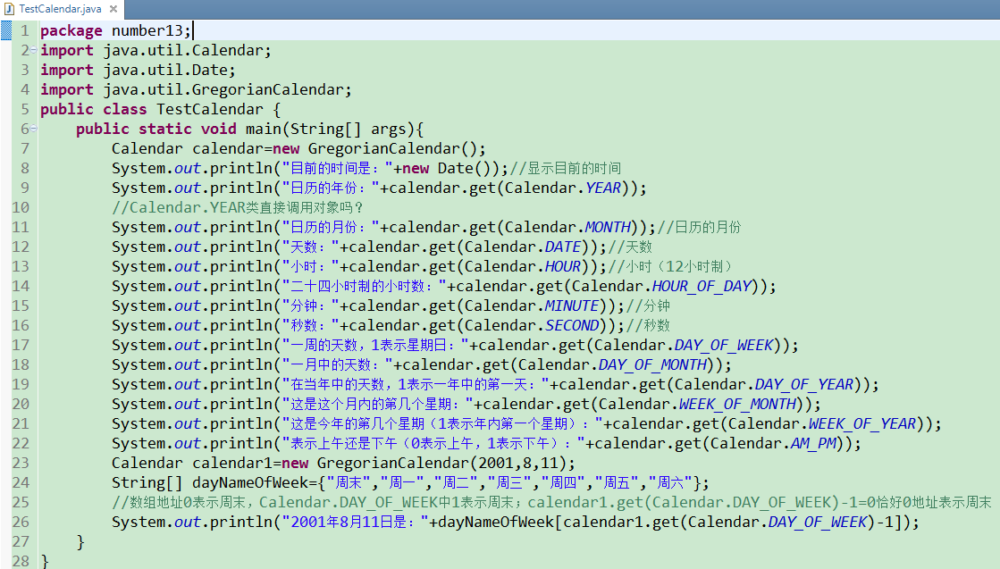 TestCalendar.java
1 package number13;
2 import java.util.Calendar;
3 import java.util.Date;
4 import java.util.GregorianCalendar;
5 public class TestCalendar {
6 public static void main(String[] args){
7 Calendar calendar=new GregorianCalendar();
8 System.out.println("目前的时间是："+new Date());//显示目前的时间
9 System.out.println("日历的年份："+calendar.get(Calendar.YEAR));
10 //Calendar.YEAR类直接调用对象吗？
11 System.out.println("日历的月份："+calendar.get(Calendar.MONTH));//日历的月份
12 System.out.println("天数："+calendar.get(Calendar.DATE));//天数
13 System.out.println("小时："+calendar.get(Calendar.HOUR));//小时（12小时制）
14 System.out.println("二十四小时制的小时数："+calendar.get(Calendar.HOUR_OF_DAY));
15 System.out.println("分钟："+calendar.get(Calendar.MINUTE));//分钟
16 System.out.println("秒数："+calendar.get(Calendar.SECOND));//秒数
17 System.out.println("一周的天数，1表示星期日："+calendar.get(Calendar.DAY_OF_WEEK));
18 System.out.println("一月中的天数："+calendar.get(Calendar.DAY_OF_MONTH));
19 System.out.println("在当年中的天数，1表示一年中的第一天："+calendar.get(Calendar.DAY_OF_YEAR));
20 System.out.println("这是这个月内的第几个星期："+calendar.get(Calendar.WEEK_OF_MONTH));
21 System.out.println("这是今年的第几个星期（1表示年内第一个星期）："+calendar.get(Calendar.WEEK_OF_YEAR));
22 System.out.println("表示上午还是下午（0表示上午，1表示下午）："+calendar.get(Calendar.AM_PM));
23 Calendar calendar1=new GregorianCalendar(2001,8,11);
24 String[] dayNameOfWeek={"周末","周一","周二","周三","周四","周五","周六"};
25 //数组地址0表示周末，Calendar.DAY_OF_WEEK中1表示周末；calendar1.get(Calendar.DAY_OF_WEEK)-1=0恰好0地址表示周末
26 System.out.println("2001年8月11日是："+dayNameOfWeek[calendar1.get(Calendar.DAY_OF_WEEK)-1]);
27 }
28 }